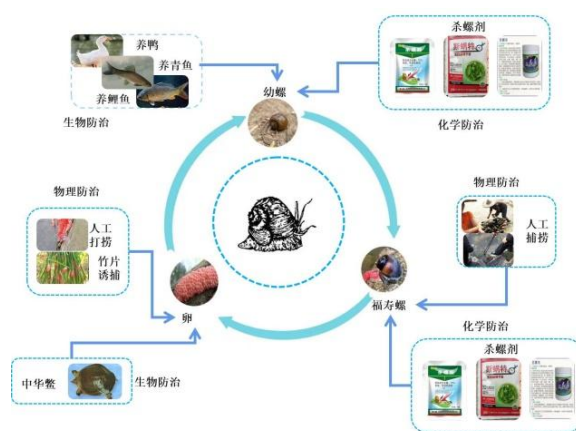 养鸭
养青鱼
养鲤鱼
生物防治
幼螺
杀螺剂
化学防治
物理防治
人工
打捞
竹片
诱捕
卵
中华鳖
生物防治
物理防治
人工
捕捞
福寿螺
化学防治
杀螺剂